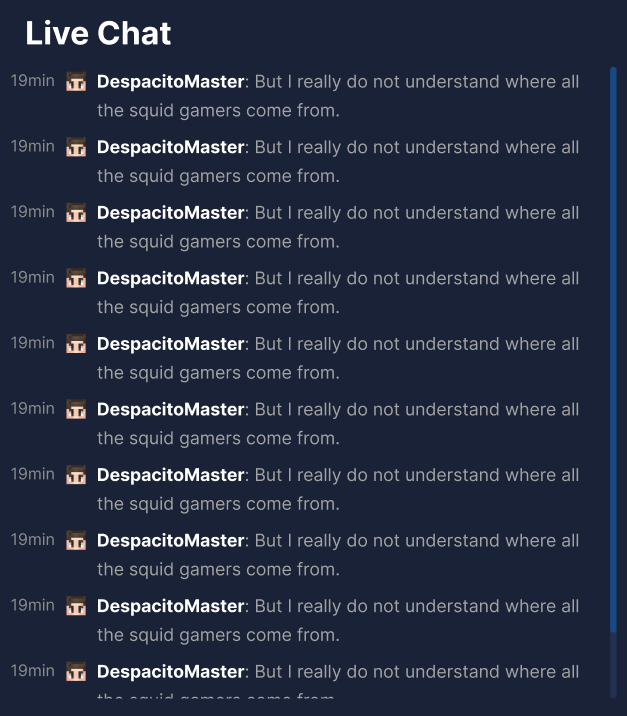 Live Chat
19min DespacitoMaster: But I really do not understand where all
the squid gamers come from.
19min DespacitoMaster: But I really do not understand where all
the squid gamers come from.
19min DespacitoMaster: But I really do not understand where all
the squid gamers come from.
19min DespacitoMaster: But I really do not understand where all
the squid gamers come from.
19min DespacitoMaster: But I really do not understand where all
the squid gamers come from.
19min DespacitoMaster: But I really do not understand where all
the squid gamers come from.
19min DespacitoMaster: But I really do not understand where all
the squid gamers come from.
19min DespacitoMaster: But I really do not understand where all
the squid gamers come from.
19min DespacitoMaster: But I really do not understand where all
the squid gamers come from.
19min DespacitoMaster: But I really do not understand where all
the squid gamers come from.